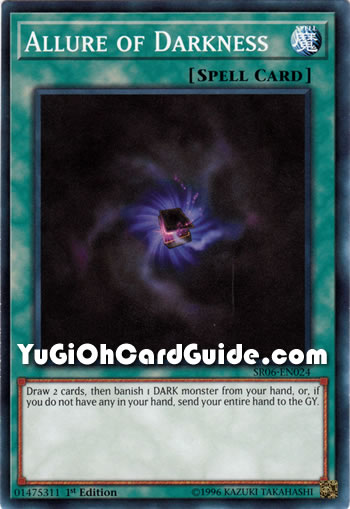 ALLURE OF DARKNESS
SPELL
魔
[SPELL CARD]
YuGiOhCardGuide.com
SR06-EN024
Draw 2 cards, then banish 1 DARK monster from your hand, or, if
you do not have any in your hand, send your entire hand to the GY.
01475311 1st Edition
©1996 KAZUKI TAKAHASHI